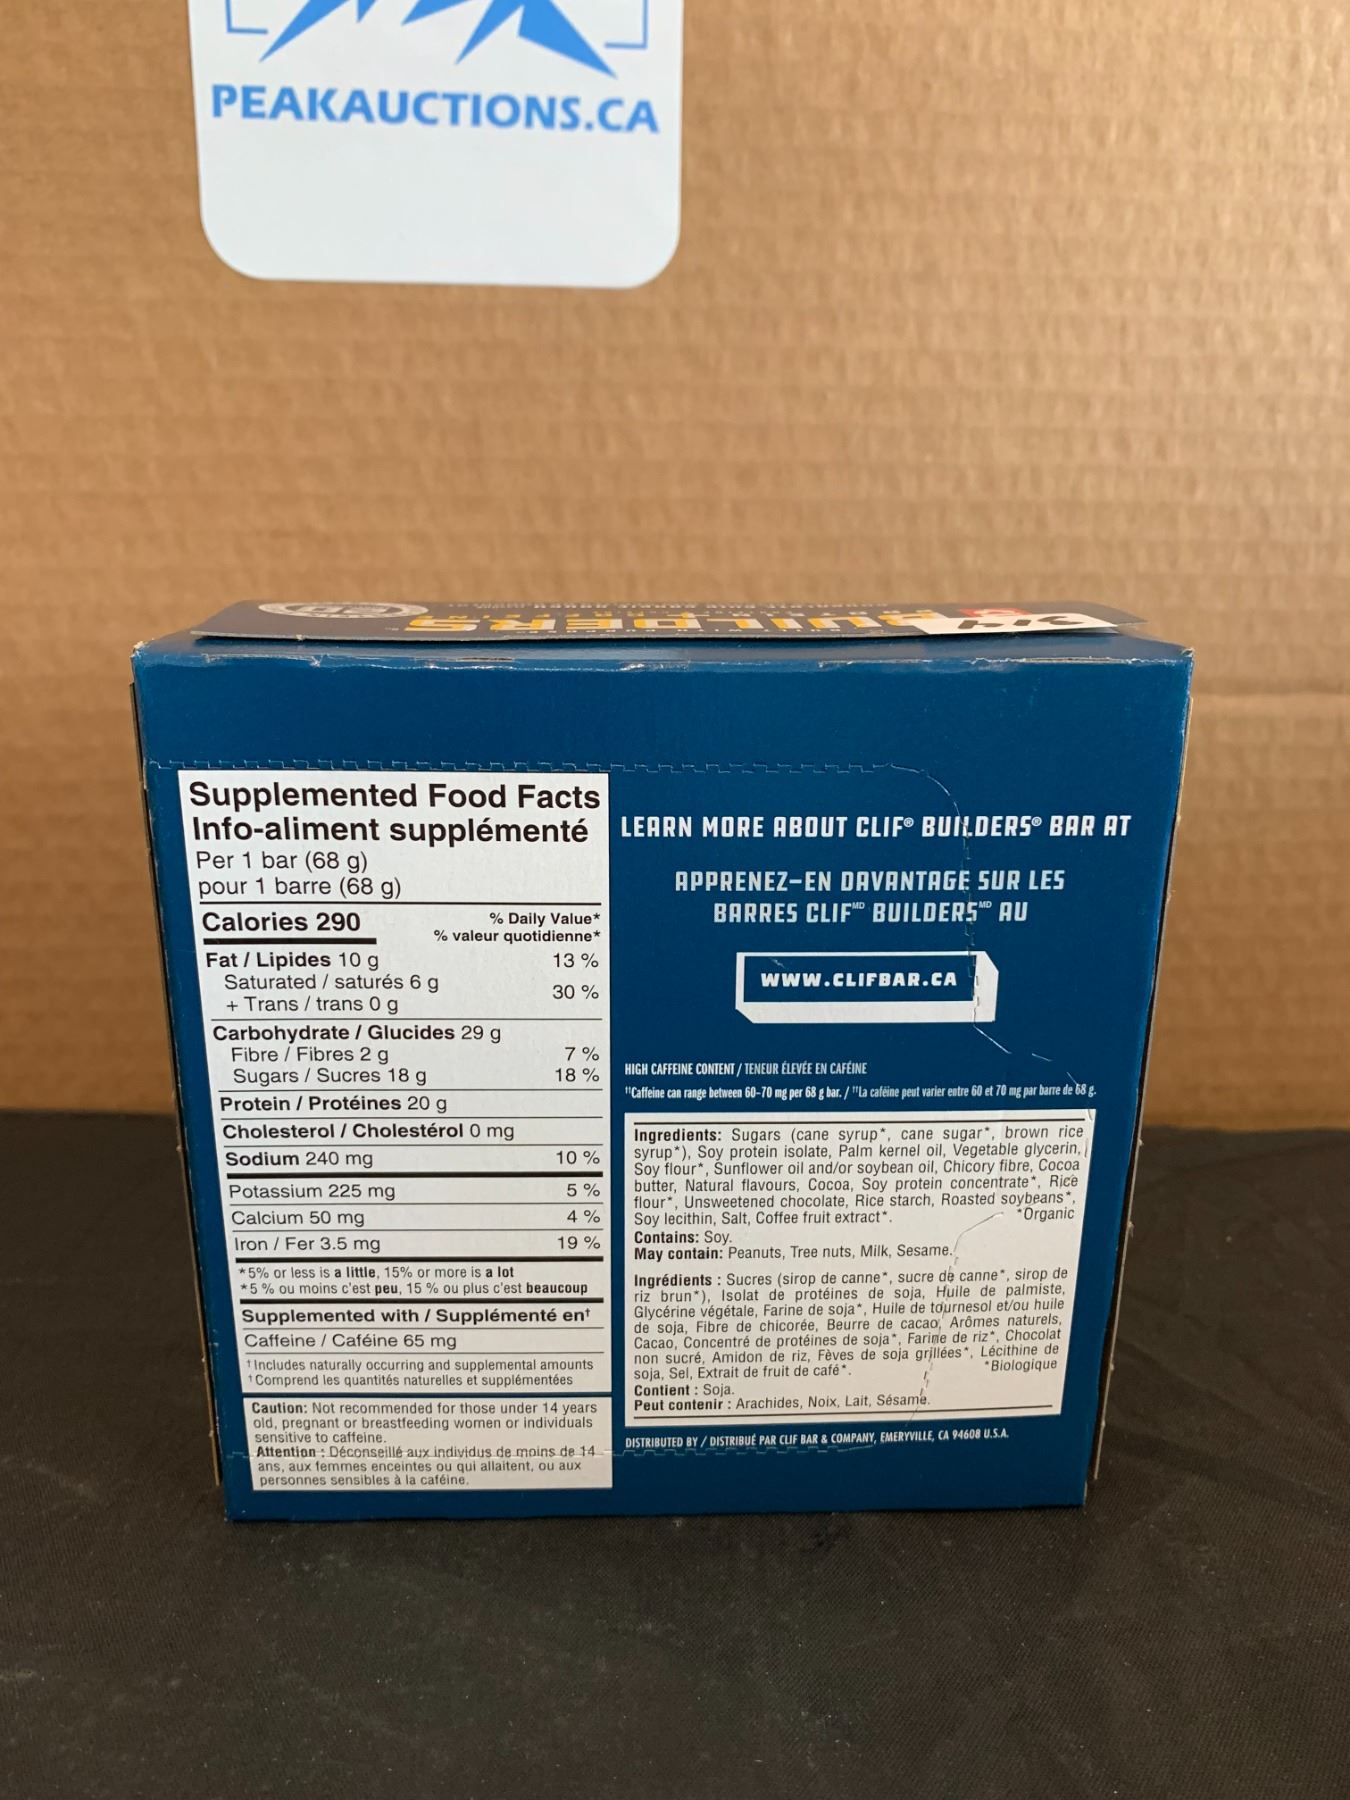 PEAKAUCTIONS.CA
BUILDERS
Supplemented Food Facts
Info-aliment supplémenté
Per 1 bar (68 g)
pour 1 barre (68 g)
Calories 290
% Daily Value*
% valeur quotidienne*
Fat / Lipides 10 g 13 %
Saturated / saturés 6 g
+ Trans / trans 0 g 30 %
Carbohydrate / Glucides 29 g
Fibre / Fibres 2 g 7 %
Sugars / Sucres 18 g 18 %
Protein / Protéines 20 g
Cholesterol / Cholestérol 0 mg
Sodium 240 mg 10 %
Potassium 225 mg 5 %
Calcium 50 mg 4 %
Iron / Fer 3.5 mg 19 %
*5% or less is a little, 15% or more is a lot
*5 % ou moins c'est peu, 15 % ou plus c'est beaucoup
Supplemented with / Supplémenté en†
Caffeine / Caféine 65 mg
†Includes naturally occurring and supplemental amounts
†Comprend les quantités naturelles et supplémentées
Caution: Not recommended for those under 14 years
old, pregnant or breastfeeding women or individuals
sensitive to caffeine.
Attention : Déconseillé aux individus de moins de 14
ans, aux femmes enceintes ou qui allaitent, ou aux
personnes sensibles à la caféine.
LEARN MORE ABOUT CLIF® BUILDERS® BAR AT
APPRENEZ-EN DAVANTAGE SUR LES
BARRES CLIF MD BUILDERS MD AU
WWW.CLIFBAR.CA
HIGH CAFFEINE CONTENT / TENEUR ÉLEVÉE EN CAFÉINE
††Caffeine can range between 60-70 mg per 68 g bar. / ††La caféine peut varier entre 60 et 70 mg par barre de 68 g.
Ingredients: Sugars (cane syrup*, cane sugar*, brown rice
syrup*), Soy protein isolate, Palm kernel oil, Vegetable glycerin,
Soy flour*, Sunflower oil and/or soybean oil, Chicory fibre, Cocoa
butter, Natural flavours, Cocoa, Soy protein concentrate*, Rice
flour*, Unsweetened chocolate, Rice starch, Roasted soybeans*,
Soy lecithin, Salt, Coffee fruit extract*. *Organic
Contains: Soy.
May contain: Peanuts, Tree nuts, Milk, Sesame.
Ingrédients : Sucres (sirop de canne*, sucre de canne*, sirop de
riz brun*), Isolat de protéines de soja, Huile de palmiste,
Glycérine végétale, Farine de soja*, Huile de tournesol et/ou huile
de soja, Fibre de chicorée, Beurre de cacao, Arômes naturels,
Cacao, Concentré de protéines de soja*, Farine de riz*, Chocolat
non sucré, Amidon de riz, Fèves de soja grillées*, Lécithine de
soja, Sel, Extrait de fruit de café*. *Biologique
Contient : Soja.
Peut contenir : Arachides, Noix, Lait, Sésame.
DISTRIBUTED BY / DISTRIBUÉ PAR CLIF BAR & COMPANY, EMERYVILLE, CA 94608 U.S.A.